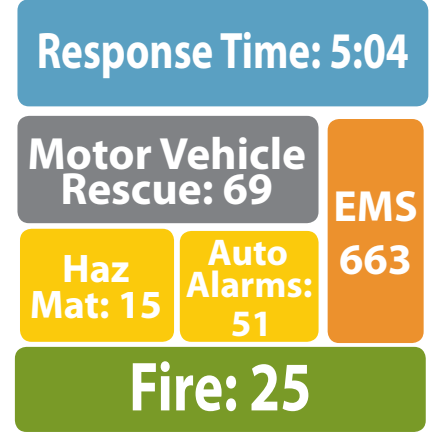 Response Time: 5:04
Motor Vehicle
Rescue: 69
EMS
663
Haz
Mat: 15
Auto
Alarms:
51
Fire: 25